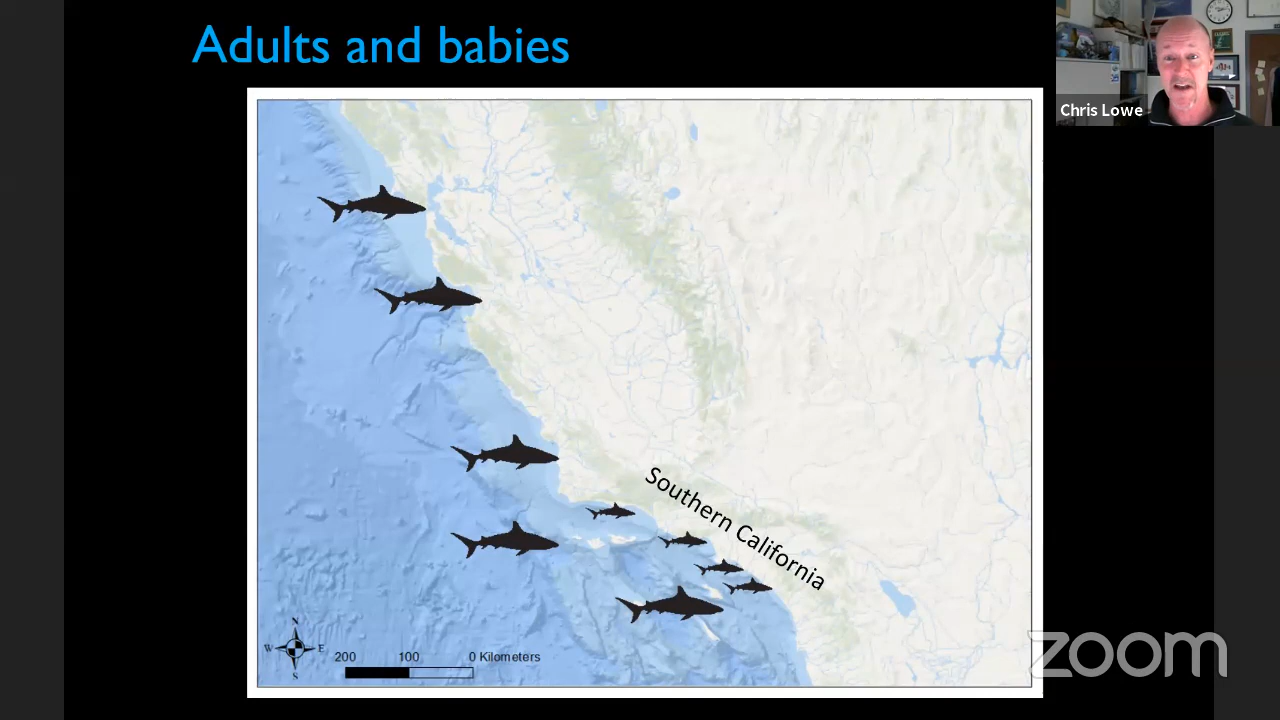 Adults and babies
Chris Lowe
Southern California
N
W E
S
200 100 0 Kilometers
zoom